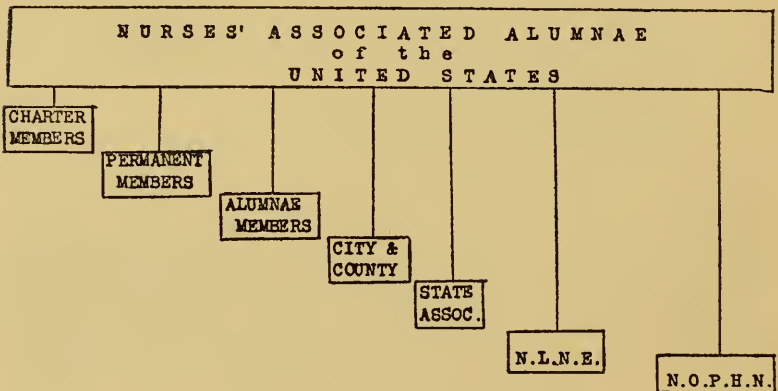 NURSES' ASSOCIATED ALUMNAE
of the
UNITED STATES
CHARTER
MEMBERS
PERMANENT
MEMBERS
ALUMNAE
MEMBERS
CITY &
COUNTY
STATE
ASSOC.
N.L.N.E.
N.O.P.H.N.